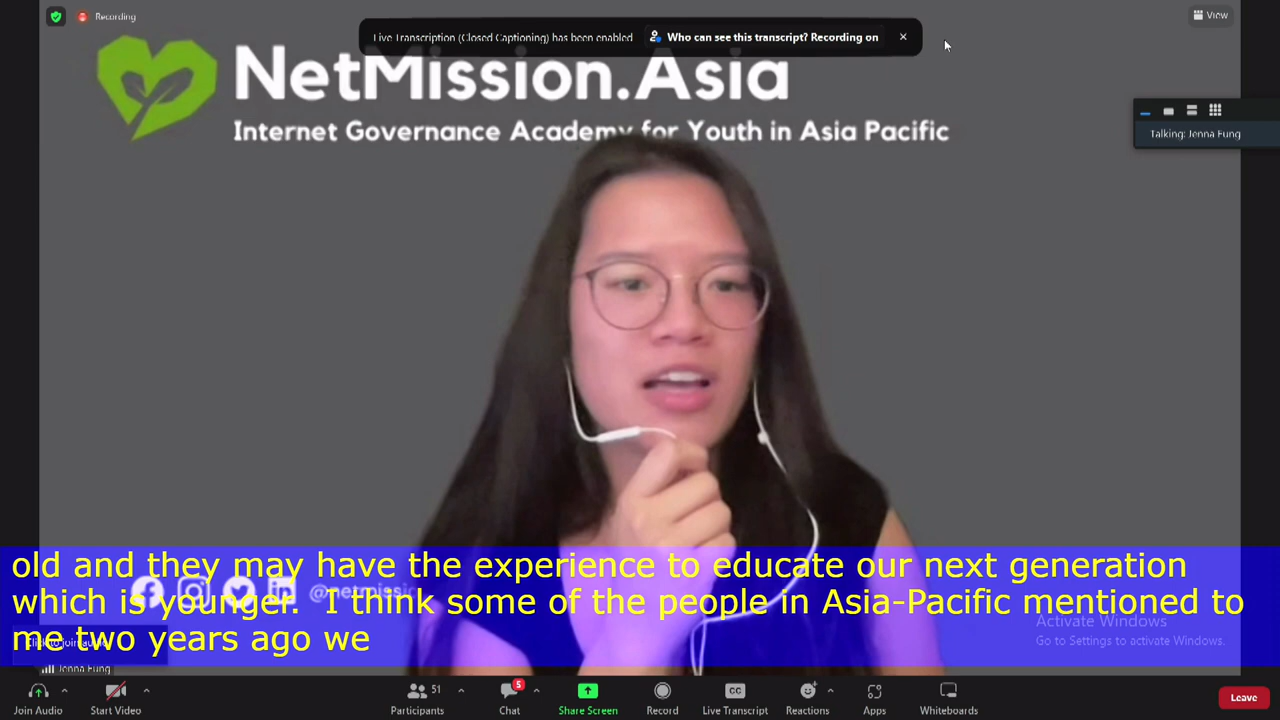 Recording
Live Transcription (Closed Captioning) has been enabled
Who can see this transcript? Recording on
View
NetMission.Asia
Internet Governance Academy for Youth in Asia Pacific
Talking: Jenna Fung
old and they may have the experience to educate our next generation
which is younger. I think some of the people in Asia-Pacific mentioned to
me two years ago we
Activate Windows
Go to Settings to activate Windows.
Jenna Fung
Join Audio
Start Video
51
Participants
5
Chat
Share Screen
Record
CC
Live Transcript
Reactions
Apps
Whiteboards
Leave